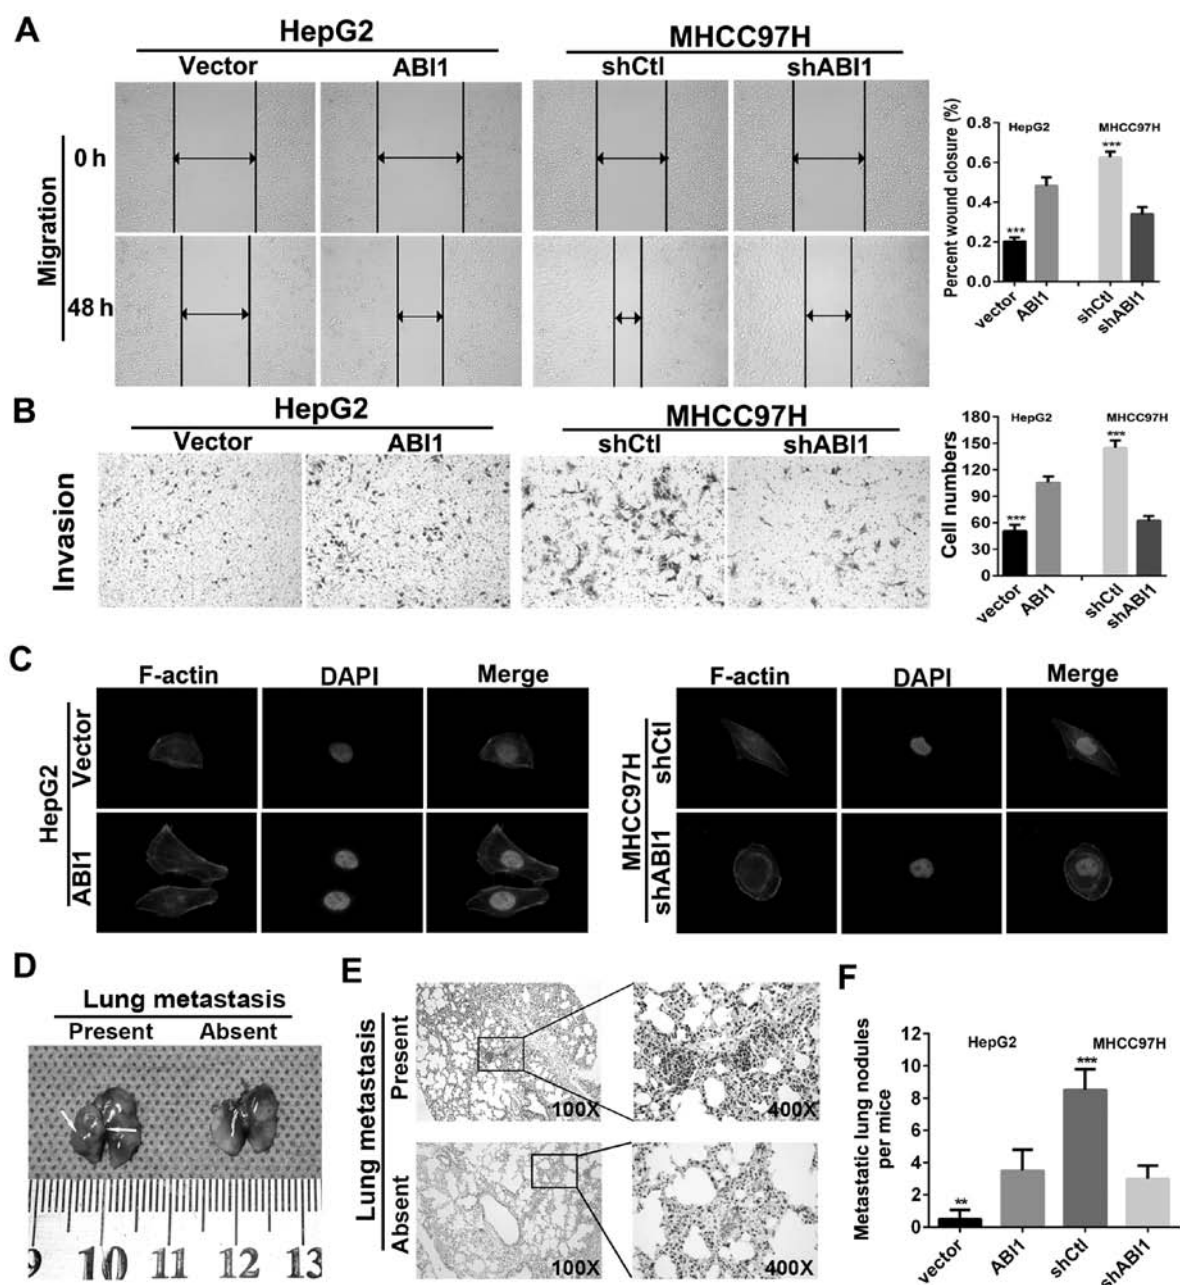 A
HepG2
MHCC97H
Vector
ABI1
shCtl
shABI1
Migration
0 h
48 h
Percent wound closure (%)
HepG2
MHCC97H
0.8
0.6
0.4
0.2
0.0
***
***
vector
ABI1
shCtl
shABI1
B
HepG2
MHCC97H
Vector
ABI1
shCtl
shABI1
Invasion
Cell numbers
HepG2
MHCC97H
180
150
120
90
60
30
0
***
***
vector
ABI1
shCtl
shABI1
C
F-actin
DAPI
Merge
F-actin
DAPI
Merge
HepG2
Vector
ABI1
MHCC97H
shCtl
shABI1
D
Lung metastasis
Present
Absent
9 10 11 12 13
E
Lung metastasis
Present
100X
400X
Absent
100X
400X
F
Metastatic lung nodules
per mice
HepG2
MHCC97H
12
10
8
6
4
2
0
**
***
vector
ABI1
shCtl
shABI1